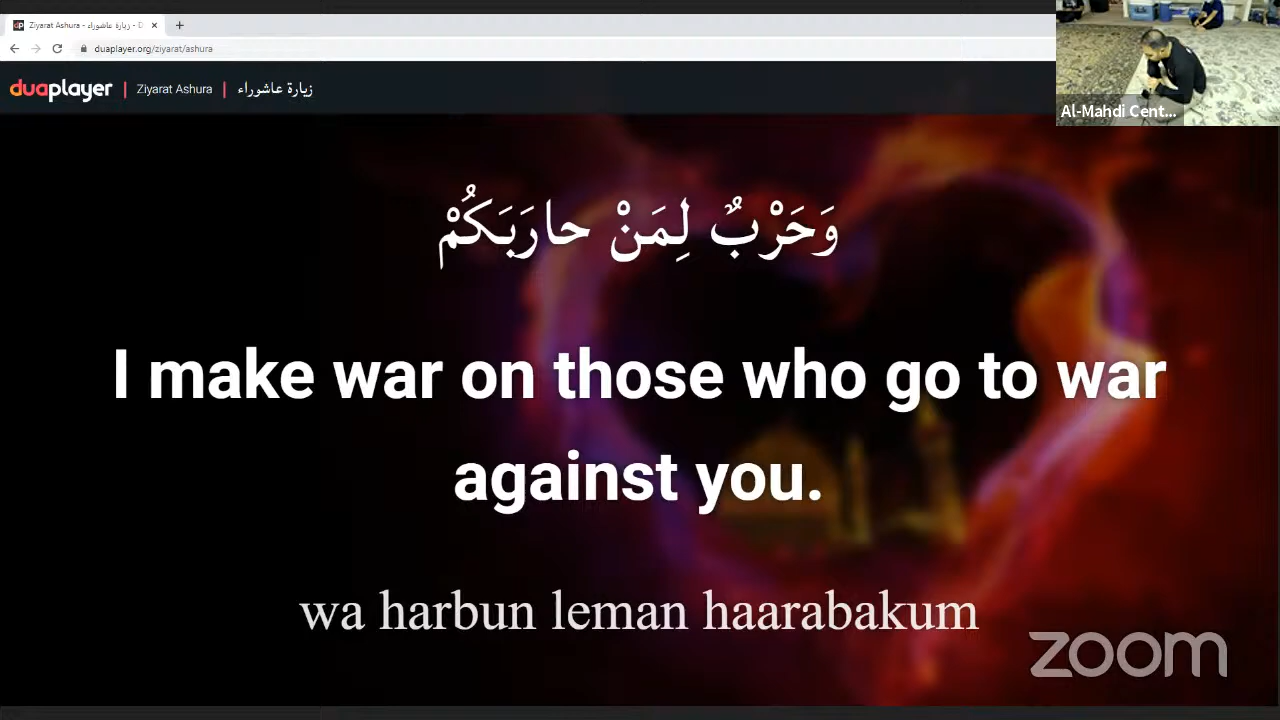 Ziyarat Ashura - زيارة عاشوراء - D
duaplayer.org/ziyarat/ashura
duaplayer | Ziyarat Ashura | زيارة عاشوراء
Al-Mahdi Cent...
وَحَرْبٌ لِمَنْ حارَبَكُمْ
I make war on those who go to war
against you.
wa harbun leman haarabakum
zoom